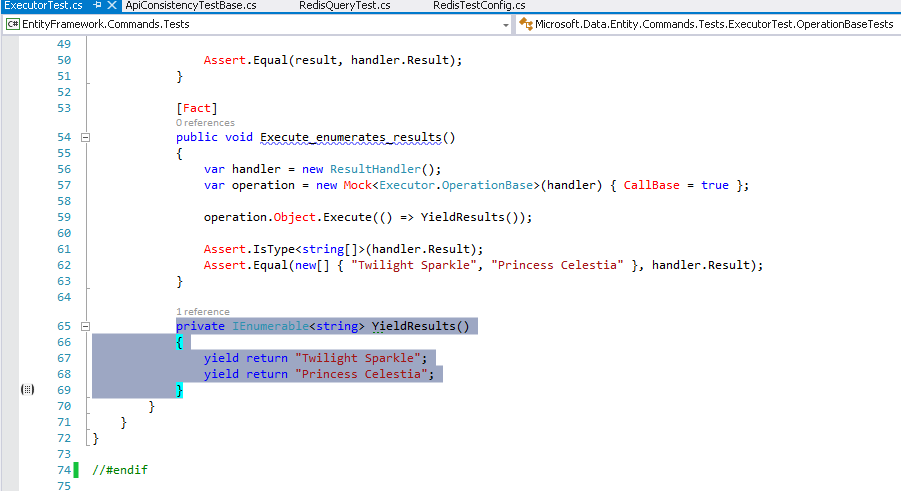 ExecutorTest.cs ApiConsistencyTestBase.cs RedisQueryTest.cs RedisTestConfig.cs
C# EntityFramework.Commands.Tests Microsoft.Data.Entity.Commands.Tests.ExecutorTest.OperationBaseTests
49
50 Assert.Equal(result, handler.Result);
51 }
52
53 [Fact]
0 references
54 public void Execute_enumerates_results()
55 {
56 var handler = new ResultHandler();
57 var operation = new Mock<Executor.OperationBase>(handler) { CallBase = true };
58
59 operation.Object.Execute(() => YieldResults());
60
61 Assert.IsType<string[]>(handler.Result);
62 Assert.Equal(new[] { "Twilight Sparkle", "Princess Celestia" }, handler.Result);
63 }
64
1 reference
65 private IEnumerable<string> YieldResults()
66 {
67 yield return "Twilight Sparkle";
68 yield return "Princess Celestia";
69 }
70 }
71 }
72 }
73
74 //#endif
75